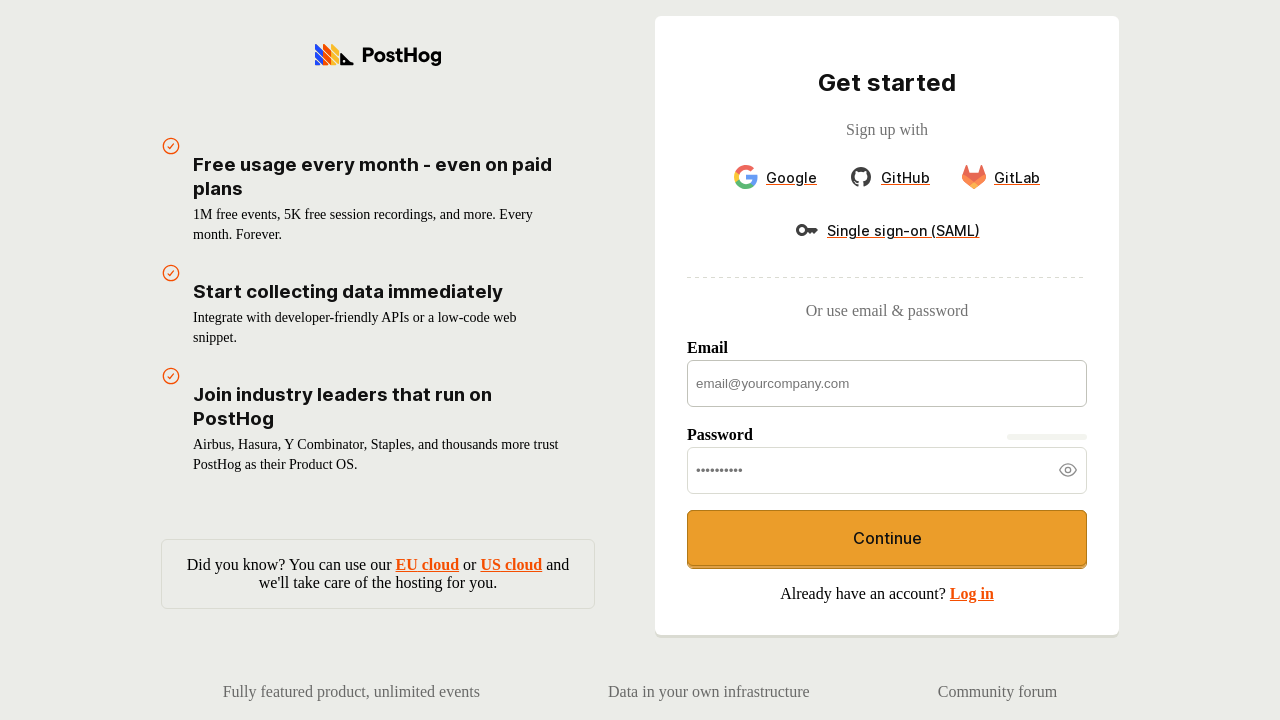 PostHog
Free usage every month - even on paid
plans
1M free events, 5K free session recordings, and more. Every
month. Forever.
Start collecting data immediately
Integrate with developer-friendly APIs or a low-code web
snippet.
Join industry leaders that run on
PostHog
Airbus, Hasura, Y Combinator, Staples, and thousands more trust
PostHog as their Product OS.
Did you know? You can use our EU cloud or US cloud and
we'll take care of the hosting for you.
Get started
Sign up with
Google GitHub GitLab
Single sign-on (SAML)
Or use email & password
Email
email@yourcompany.com
Password
••••••••••
Continue
Already have an account? Log in
Fully featured product, unlimited events Data in your own infrastructure Community forum